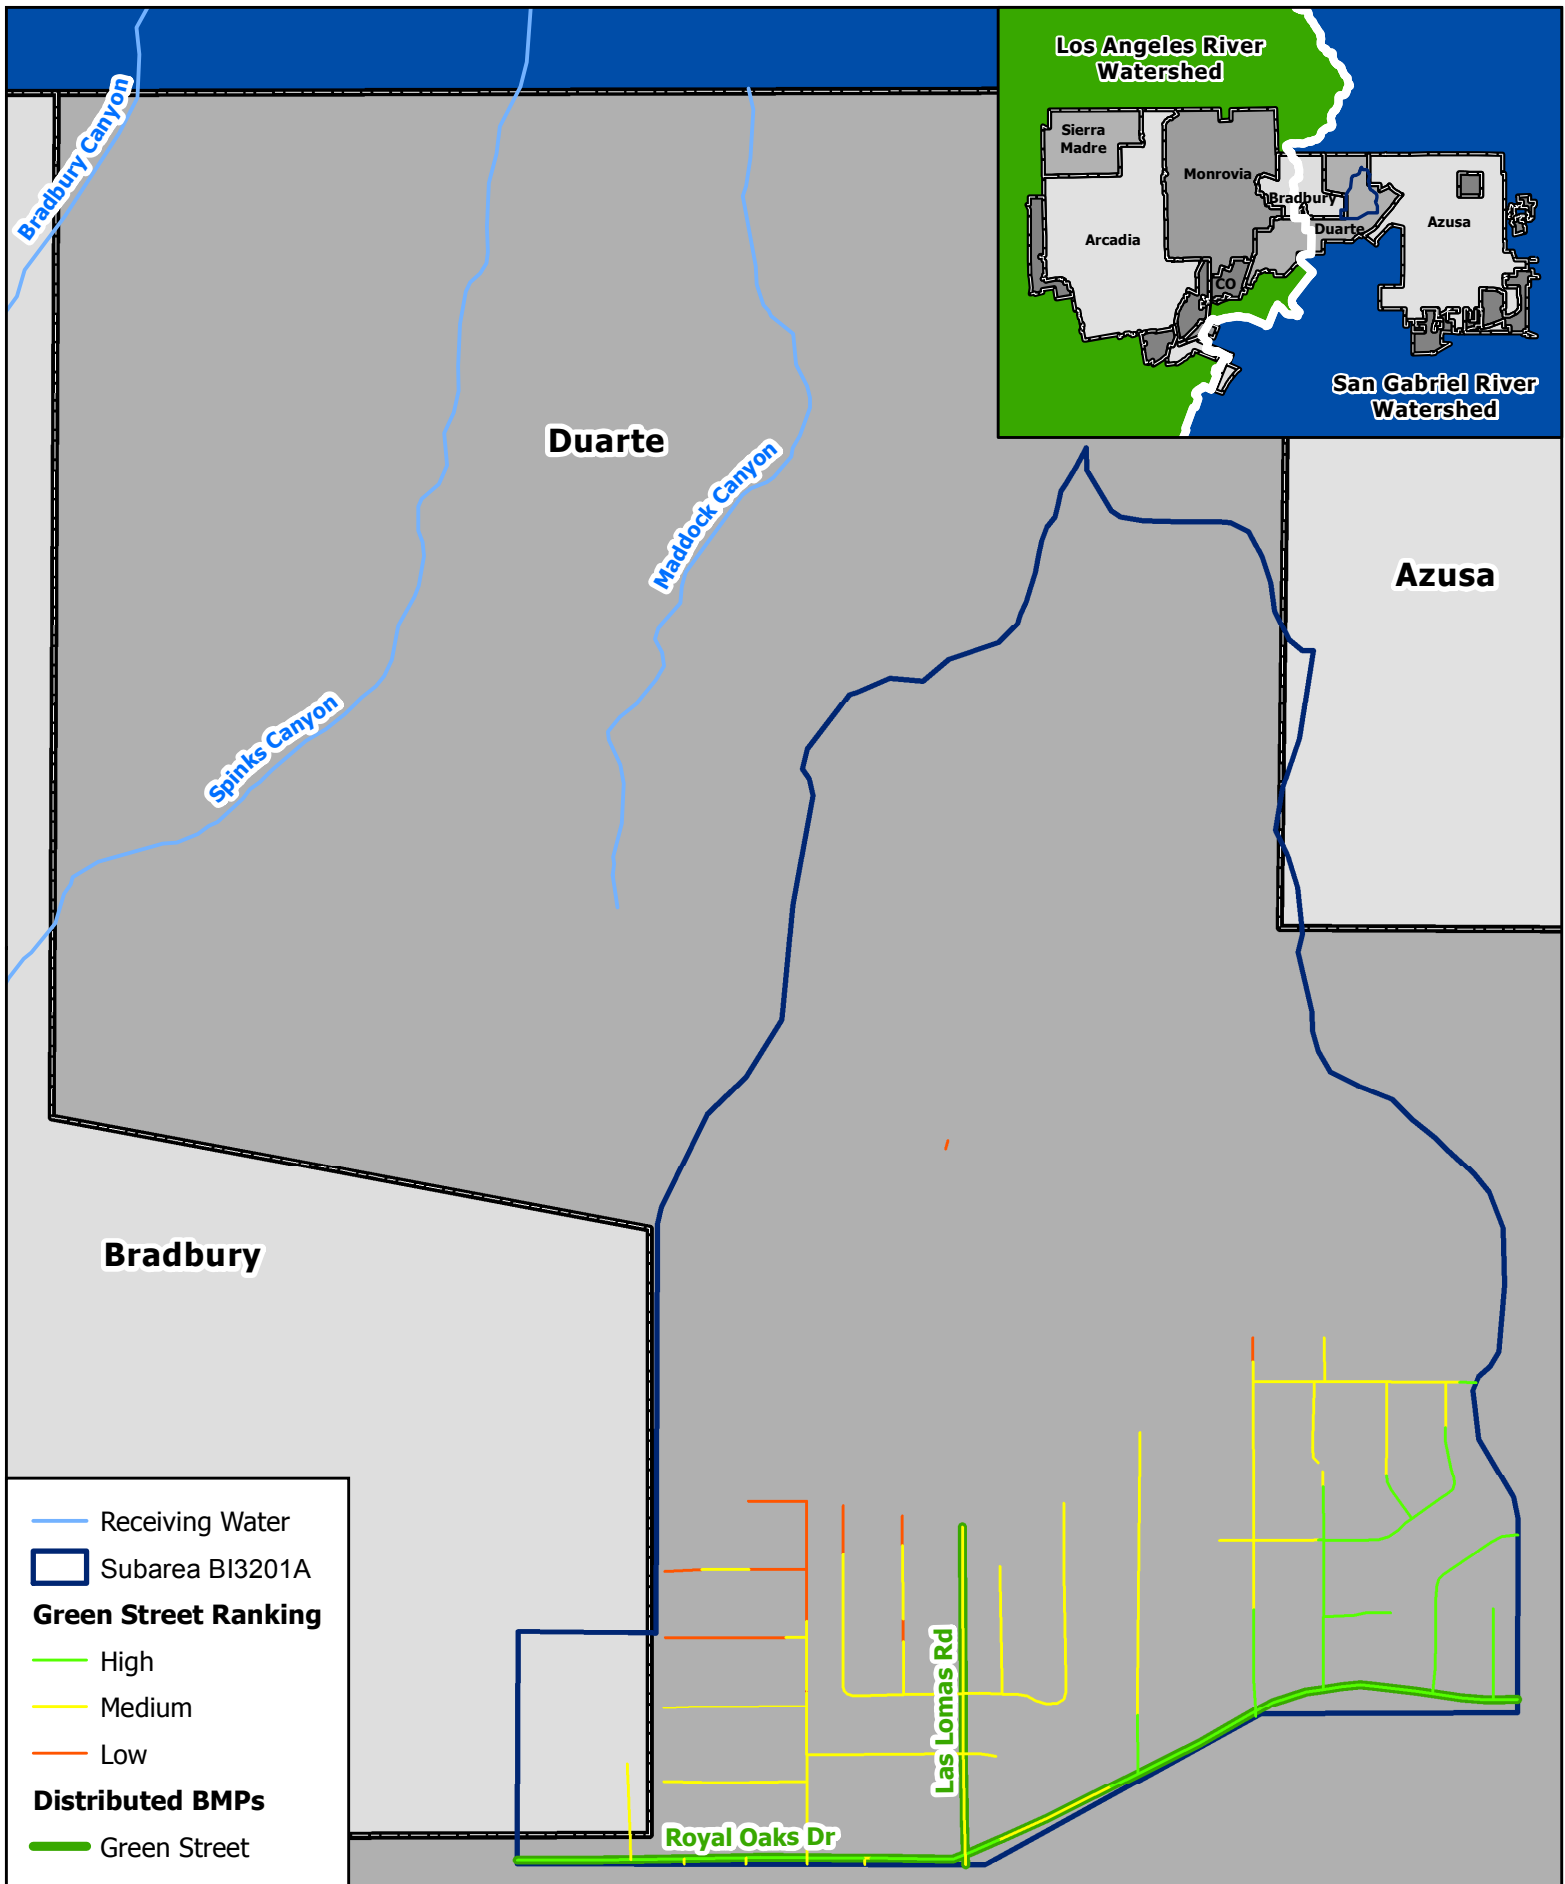 Los Angeles River
Watershed
Sierra
Madre
Monrovia
Bradbury
Duarte
Azusa
Arcadia
CO
San Gabriel River
Watershed
Bradbury Canyon
Duarte
Maddock Canyon
Azusa
Spinks Canyon
Bradbury
Las Lomas Rd
Royal Oaks Dr
Receiving Water
Subarea BI3201A
Green Street Ranking
High
Medium
Low
Distributed BMPs
Green Street